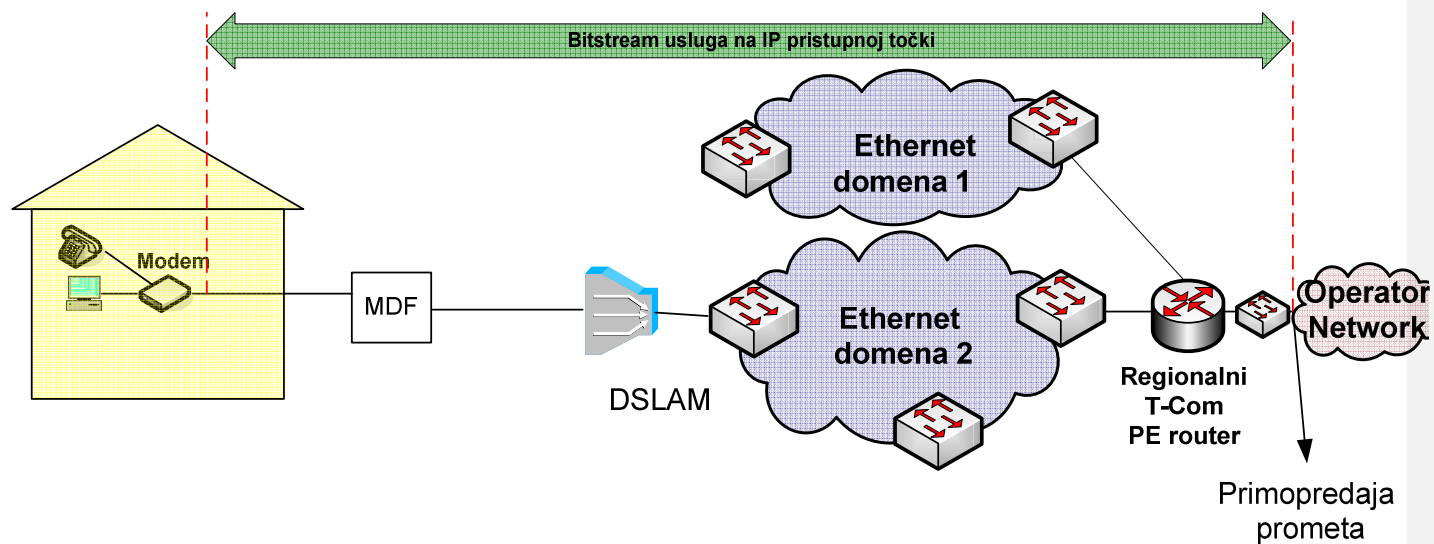 Bitstream usluga na IP pristupnoj točki
Ethernet
domena 1
Modem
MDF
Ethernet
domena 2
Operator
Network
DSLAM
Regionalni
T-Com
PE router
Primopredaja
prometa